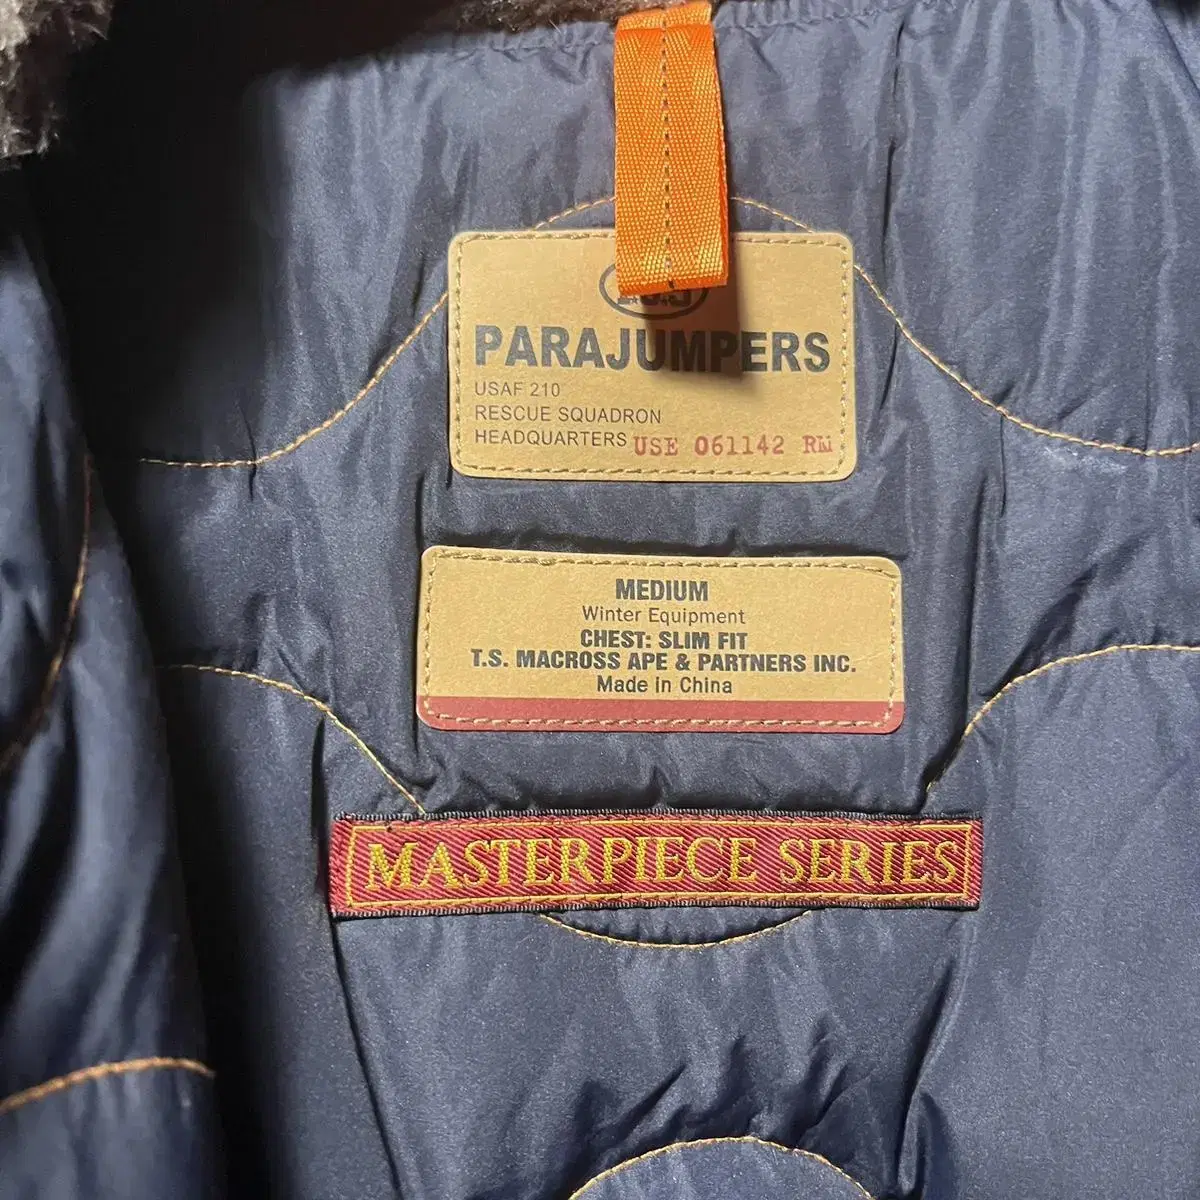 PARAJUMPERS
USAF 210
RESCUE SQUADRON
HEADQUARTERS USE 061142 RM
MEDIUM
Winter Equipment
CHEST: SLIM FIT
T.S. MACROSS APE & PARTNERS INC.
Made in China
MASTERPIECE SERIES